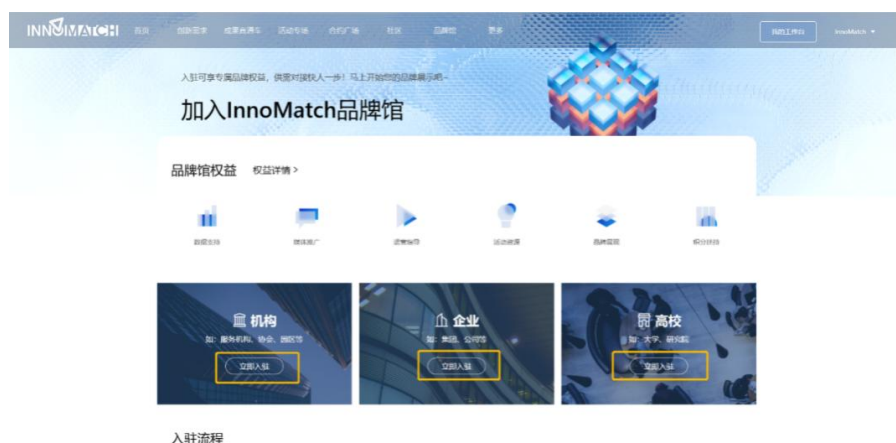 INNOMATCH 首页 创新需求 成果直通车 活动专场 合约广场 社区 品牌馆 更多 我的工作台 InnoMatch
入驻可享专属品牌权益，供需对接快人一步！马上开始您的品牌展示吧~
加入InnoMatch品牌馆
品牌馆权益 权益详情 >
数据支持 媒体推广 运营指导 活动资源 品牌露出 积分扶持
机构 企业 高校
如：服务机构、协会、园区等 如：集团、公司等 如：大学、研究院
立即入驻 立即入驻 立即入驻
入驻流程